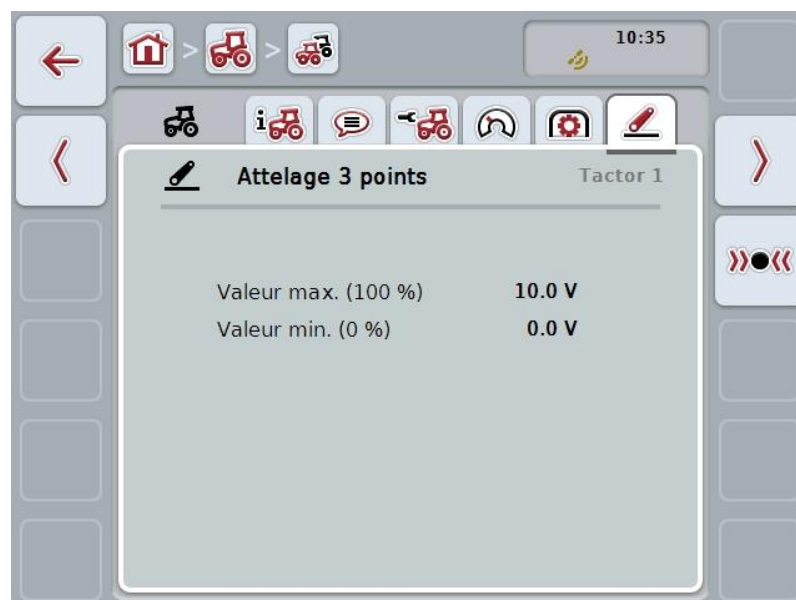 10:35
Attelage 3 points
Tactor 1
Valeur max. (100 %) 10.0 V
Valeur min. (0 %) 0.0 V